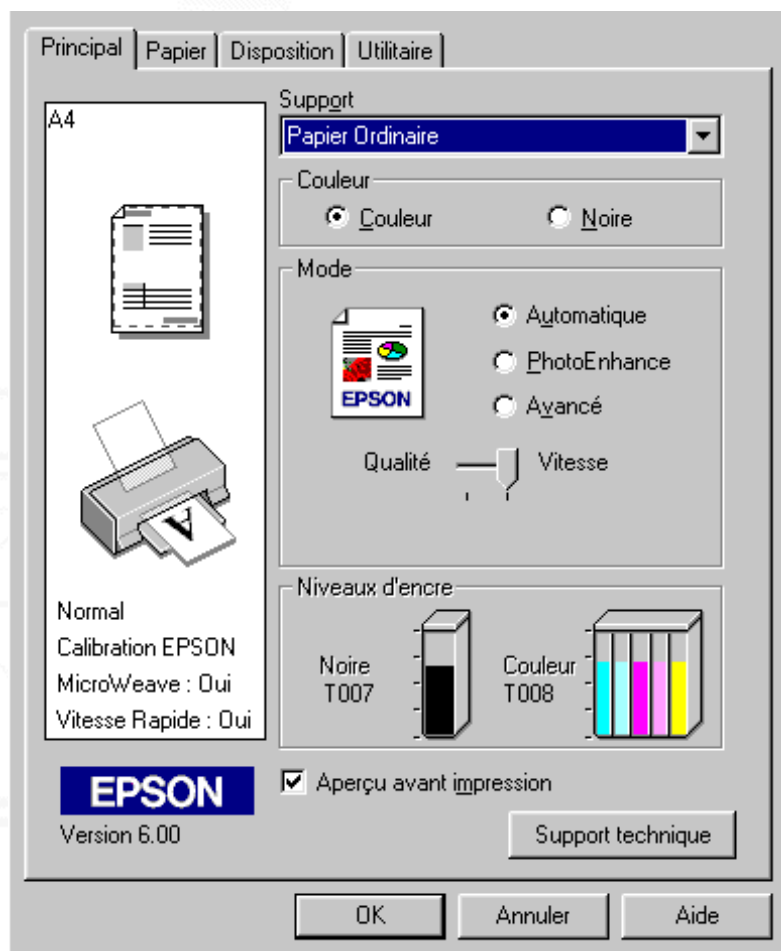 Principal Papier Disposition Utilitaire
A4
Support
Papier Ordinaire
Couleur
Couleur Noire
Mode
EPSON
Automatique
PhotoEnhance
Avancé
Qualité Vitesse
A
Normal
Calibration EPSON
MicroWeave : Oui
Vitesse Rapide : Oui
Niveaux d'encre
Noire
T007
Couleur
T008
EPSON
Version 6.00
Aperçu avant impression
Support technique
OK Annuler Aide